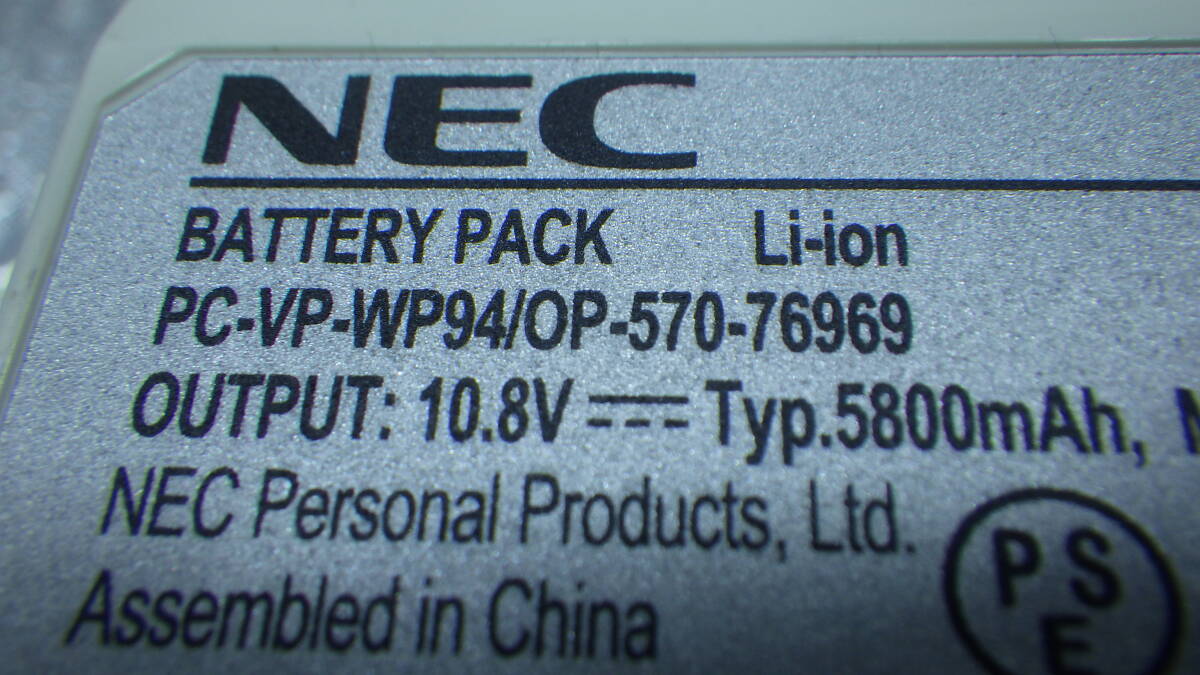 NEC
BATTERY PACK Li-ion
PC-VP-WP94/OP-570-76969
OUTPUT: 10.8V ⎓ Typ.5800mAh,
NEC Personal Products, Ltd.
Assembled in China
P S
E